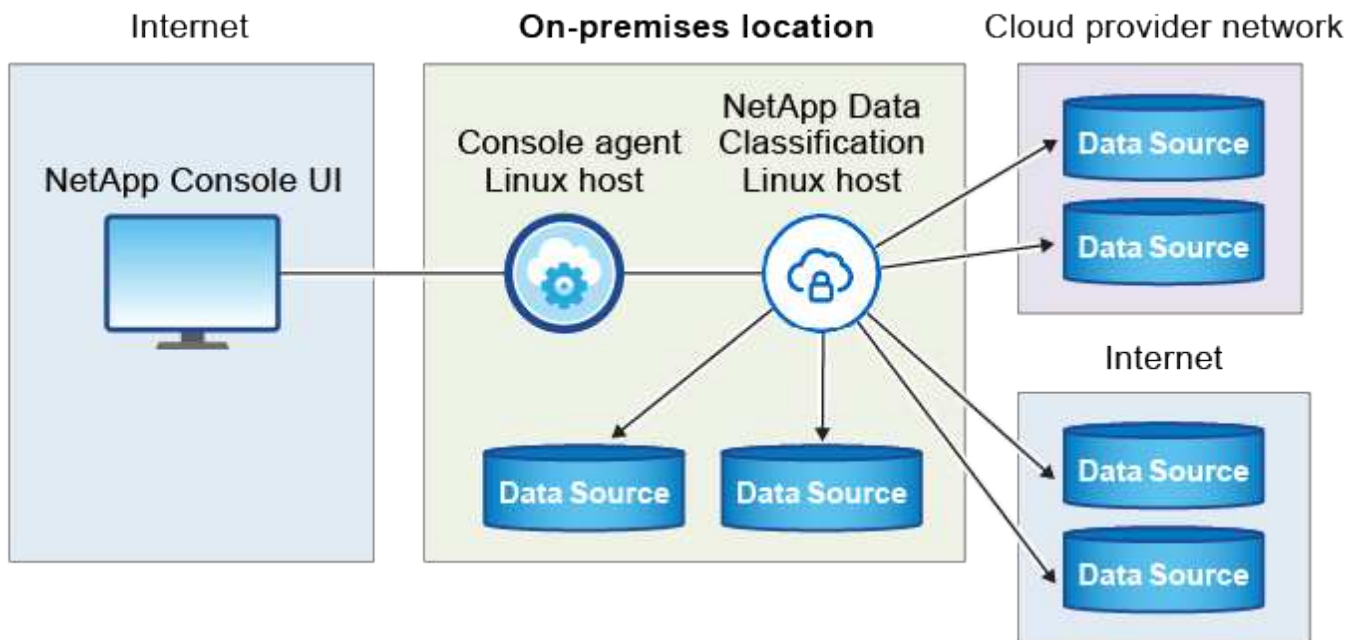 Internet
On-premises location
Cloud provider network
NetApp Console UI
Console agent
Linux host
NetApp Data
Classification
Linux host
Data Source
Data Source
Internet
Data Source
Data Source
Data Source
Data Source